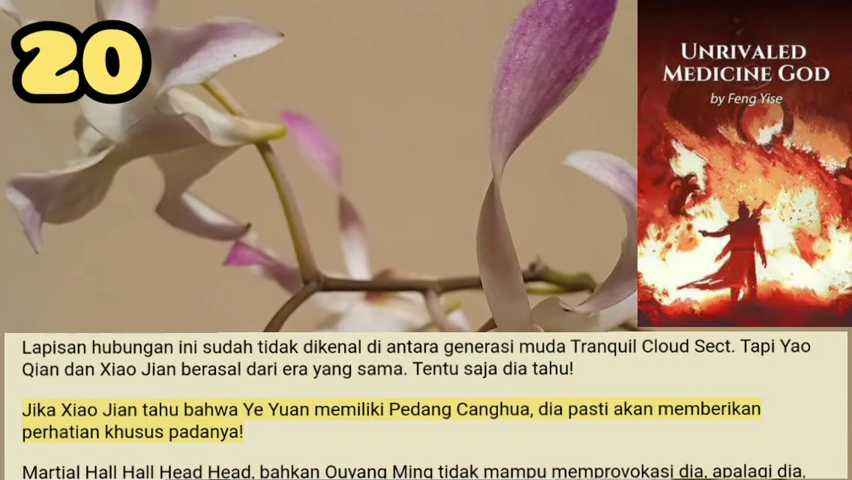 20
UNRIVALED
MEDICINE GOD
by Feng Yise
Lapisan hubungan ini sudah tidak dikenal di antara generasi muda Tranquil Cloud Sect. Tapi Yao
Qian dan Xiao Jian berasal dari era yang sama. Tentu saja dia tahu!
Jika Xiao Jian tahu bahwa Ye Yuan memiliki Pedang Canghua, dia pasti akan memberikan
perhatian khusus padanya!
Martial Hall Hall Head Head, bahkan Ouyang Ming tidak mampu memprovokasi dia, apalagi dia.